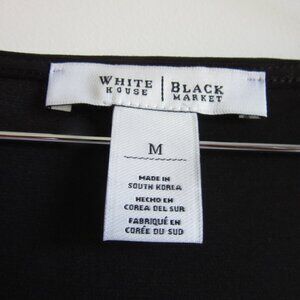 WHITE | BLACK
HOUSE | MARKET
M
MADE IN
SOUTH KOREA
HECHO EN
COREA DEL SUR
FABRIQUÉ EN
CORÉE DU SUD